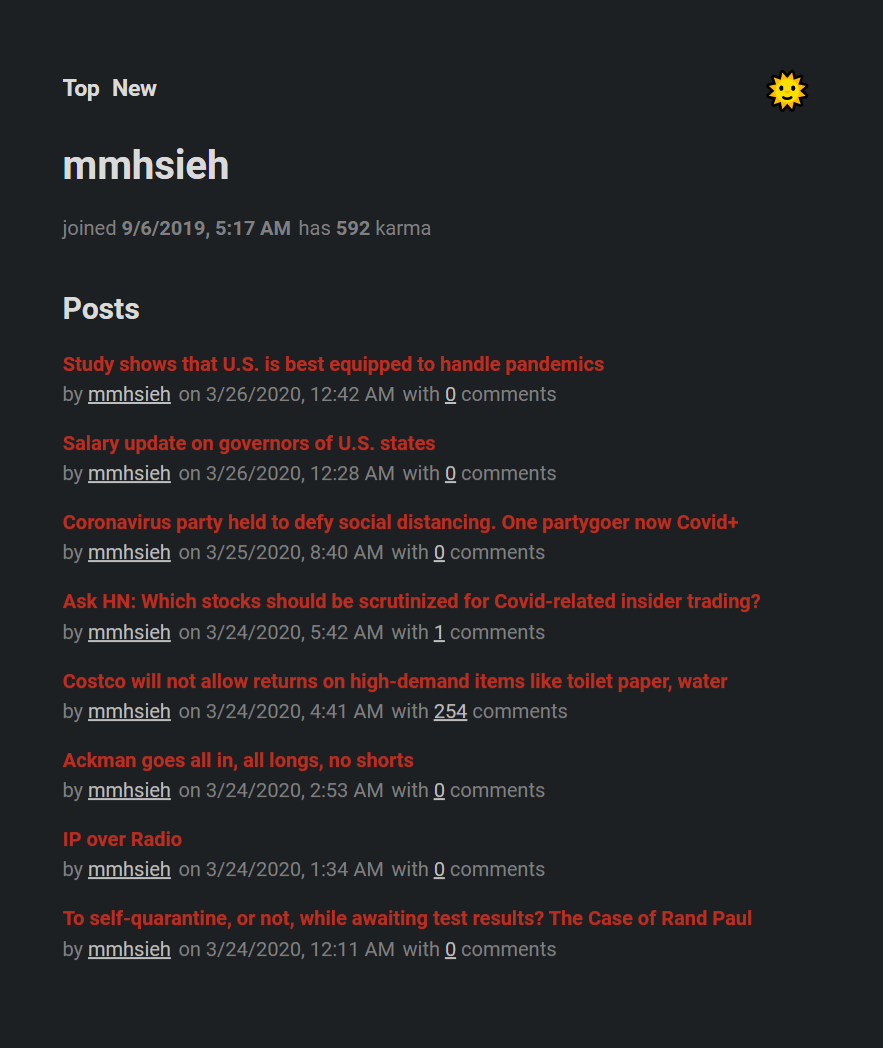 Top New
mmhsieh
joined 9/6/2019, 5:17 AM has 592 karma
Posts
Study shows that U.S. is best equipped to handle pandemics
by mmhsieh on 3/26/2020, 12:42 AM with 0 comments
Salary update on governors of U.S. states
by mmhsieh on 3/26/2020, 12:28 AM with 0 comments
Coronavirus party held to defy social distancing. One partygoer now Covid+
by mmhsieh on 3/25/2020, 8:40 AM with 0 comments
Ask HN: Which stocks should be scrutinized for Covid-related insider trading?
by mmhsieh on 3/24/2020, 5:42 AM with 1 comments
Costco will not allow returns on high-demand items like toilet paper, water
by mmhsieh on 3/24/2020, 4:41 AM with 254 comments
Ackman goes all in, all longs, no shorts
by mmhsieh on 3/24/2020, 2:53 AM with 0 comments
IP over Radio
by mmhsieh on 3/24/2020, 1:34 AM with 0 comments
To self-quarantine, or not, while awaiting test results? The Case of Rand Paul
by mmhsieh on 3/24/2020, 12:11 AM with 0 comments